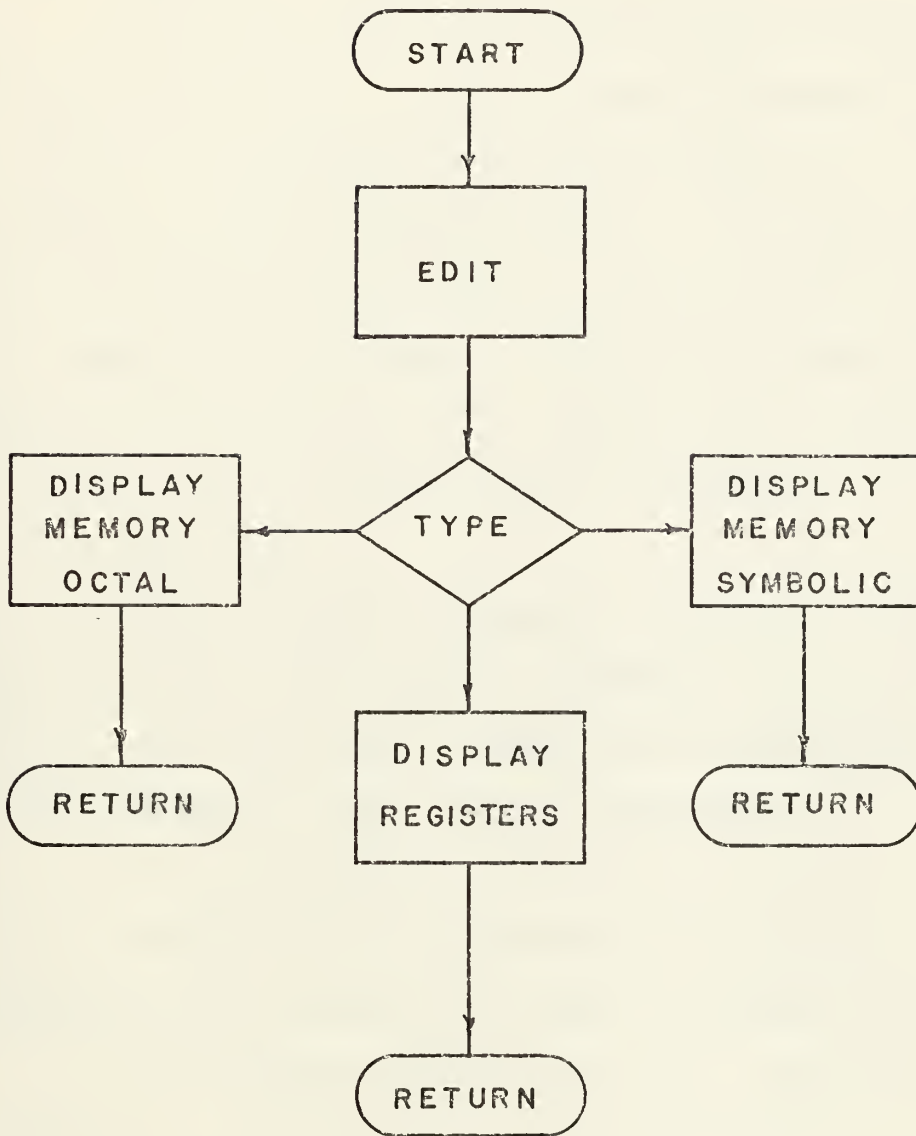 START
EDIT
DISPLAY
MEMORY
OCTAL
TYPE
DISPLAY
MEMORY
SYMBOLIC
RETURN
DISPLAY
REGISTERS
RETURN
RETURN